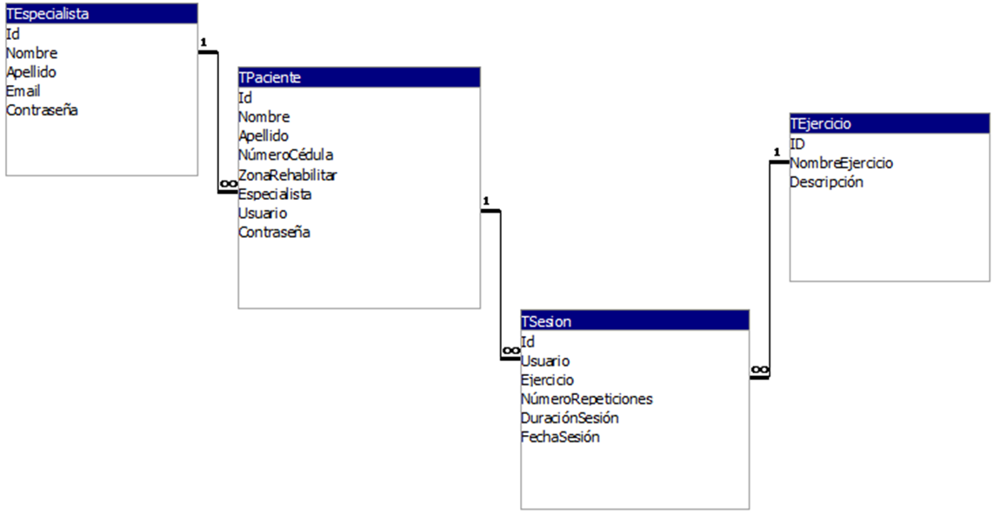 TEspecialista
Id
Nombre
Apellido
Email
Contraseña
1
∞
TPaciente
Id
Nombre
Apellido
NúmeroCédula
ZonaRehabilitar
Especialista
Usuario
Contraseña
1
∞
TSesion
Id
Usuario
Ejercicio
NúmeroRepeticiones
DuraciónSesión
FechaSesión
∞
1
TEjercicio
ID
NombreEjercicio
Descripción